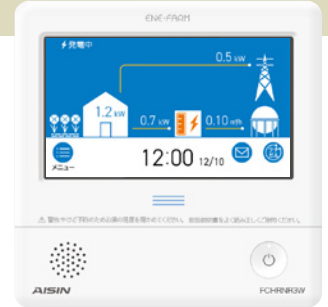 ENE-FARM
発電中
0.5 kW
1.2 kW
0.7 kW
0.10 m³/h
メニュー
12:00 12/10
AISIN
FCHRNR3W